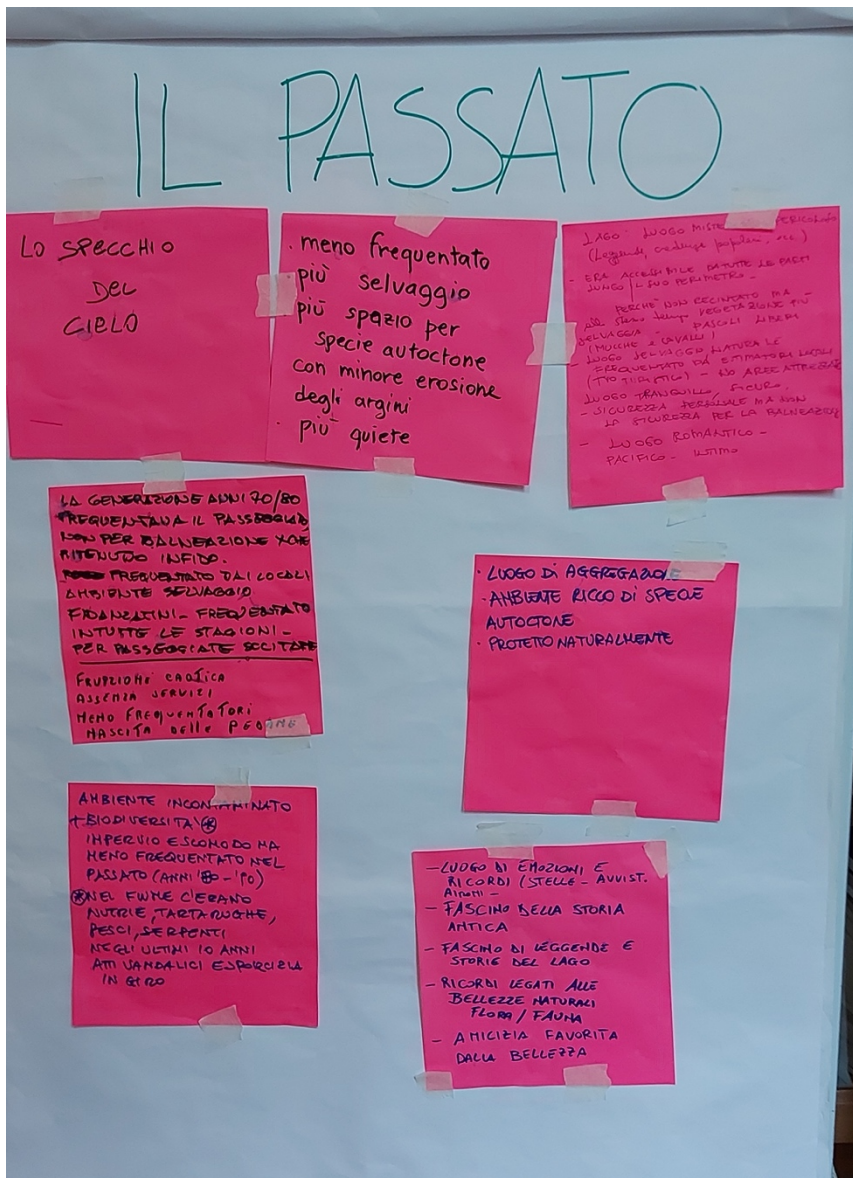 IL PASSATO
LO SPECCHIO
DEL
CIELO
. meno frequentato
più selvaggio
più spazio per
specie autoctone
con minore erosione
degli argini
. più quiete
LAGO: LUOGO
(Leggende, credenze popolari, ecc.)
- ERA ACCESSIBILE DA TUTTE LE PARTI
LUNGO IL SUO PERIMETRO -
PERCHÉ NON RECINTATO MA
allo stesso tempo VEGETAZIONE PIÙ
SELVAGGIA - PASCOLI LIBERI
(MUCCHE E CAVALLI)
- LUOGO SELVAGGIO NATURALE
FREQUENTATO DA ESTIMATORI LOCALI
(NO TURISTICO) - NO AREE ATTREZZATE
LUOGO TRANQUILLO, SICURO.
- SICUREZZA PERSONALE MA NON
LA SICUREZZA PER LA BALNEAZIONE
- LUOGO ROMANTICO -
PACIFICO - INTIMO
LA GENERAZIONE ANNI 70/80
FREQUENTAVA IL PASSEGGIO,
NON PER BALNEAZIONE XCHÈ
RITENUTO INFIDO.
FREQUENTATO DAI LOCALI
AMBIENTE SELVAGGIO
FIDANZATINI - FREQUENTATO
IN TUTTE LE STAGIONI -
PER PASSEGGIATE SOLITARIE
FRUIZIONE CAOTICA
ASSENZA SERVIZI
MENO FREQUENTATORI
NASCITA DELLE PEDANE
· LUOGO DI AGGREGAZIONE
· AMBIENTE RICCO DI SPECIE
AUTOCTONE
· PROTETTO NATURALMENTE
AMBIENTE INCONTAMINATO
+ BIODIVERSITÀ *
IMPERVIO E SCOMODO MA
MENO FREQUENTATO NEL
PASSATO (ANNI '80 - '90)
* NEL FIUME C'ERANO
NUTRIE, TARTARUGHE,
PESCI, SERPENTI
NEGLI ULTIMI 10 ANNI
ATTI VANDALICI E SPORCIZIA
IN GIRO
- LUOGO DI EMOZIONI E
RICORDI (STELLE - AVVIST.
Aironi -
- FASCINO DELLA STORIA
ANTICA
- FASCINO DI LEGGENDE E
STORIE DEL LAGO
- RICORDI LEGATI ALLE
BELLEZZE NATURALI
FLORA / FAUNA
- AMICIZIA FAVORITA
DALLA BELLEZZA